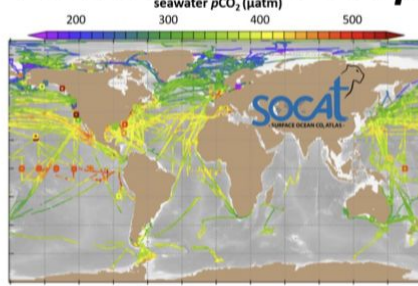 seawater pCO₂ (µatm)
200 300 400 500
SOCAT
SURFACE OCEAN CO₂ ATLAS